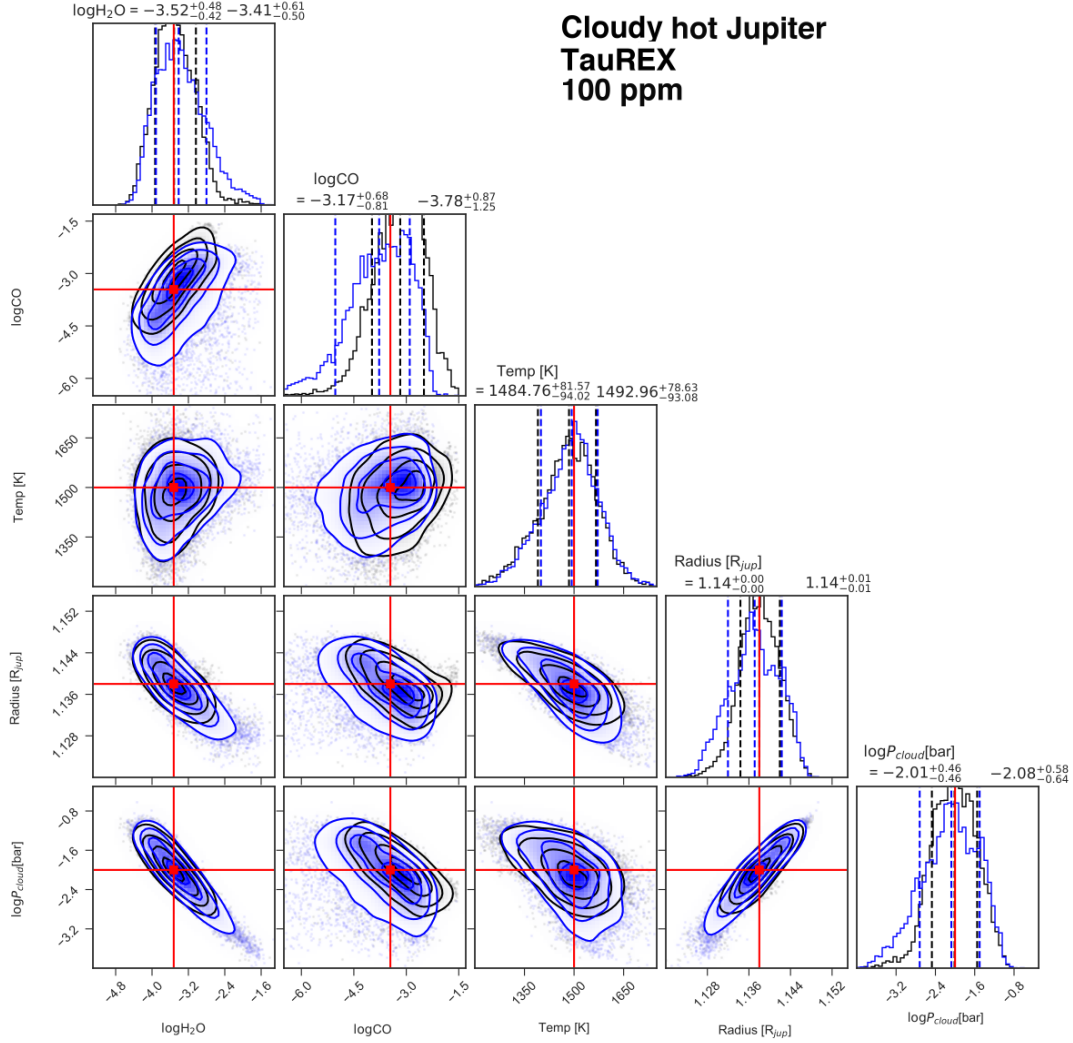 logH₂O = −3.52+0.48−0.42 −3.41+0.61−0.50
Cloudy hot Jupiter
TauREX
100 ppm
logCO
= −3.17+0.68−0.81 −3.78+0.87−1.25
−1.5
−3.0
−4.5
−6.0
logCO
Temp [K]
= 1484.76+81.57−94.02 1492.96+78.63−93.08
1650
1500
1350
Temp [K]
Radius [Rjup]
= 1.14+0.00−0.00 1.14+0.01−0.01
1.152
1.144
1.136
1.128
Radius [Rjup]
logPcloud[bar]
= −2.01+0.46−0.46 −2.08+0.58−0.64
−0.8
−1.6
−2.4
−3.2
logPcloud[bar]
−4.8 −4.0 −3.2 −2.4 −1.6
logH₂O
−6.0 −4.5 −3.0 −1.5
logCO
1350 1500 1650
Temp [K]
1.128 1.136 1.144 1.152
Radius [Rjup]
−3.2 −2.4 −1.6 −0.8
logPcloud[bar]